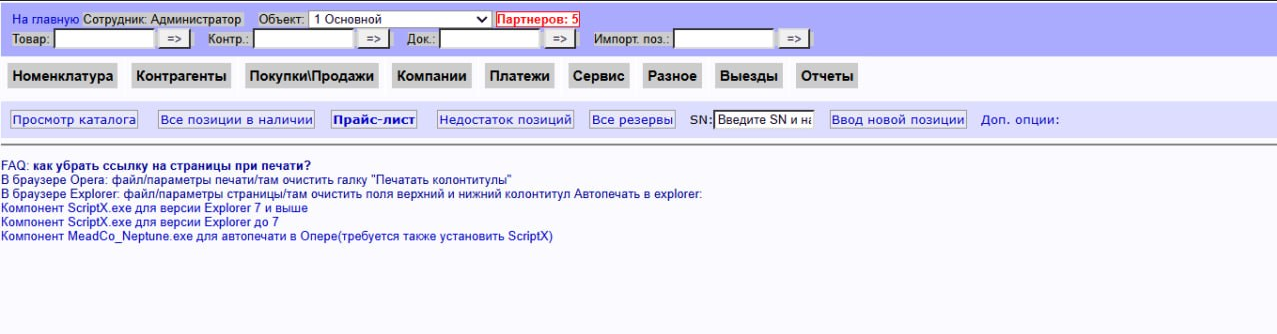 На главную Сотрудник: Администратор Объект: 1 Основной Партнеров: 5
Товар: => Контр.: => Док.: => Импорт. поз.: =>
Номенклатура Контрагенты Покупки\Продажи Компании Платежи Сервис Разное Выезды Отчеты
Просмотр каталога Все позиции в наличии Прайс-лист Недостаток позиций Все резервы SN: Введите SN и на Ввод новой позиции Доп. опции:
FAQ: как убрать ссылку на страницы при печати?
В браузере Opera: файл/параметры печати/там очистить галку "Печатать колонтитулы"
В браузере Explorer: файл/параметры страницы/там очистить поля верхний и нижний колонтитул Автопечать в explorer:
Компонент ScriptX.exe для версии Explorer 7 и выше
Компонент ScriptX.exe для версии Explorer до 7
Компонент MeadCo_Neptune.exe для автопечати в Опере(требуется также установить ScriptX)